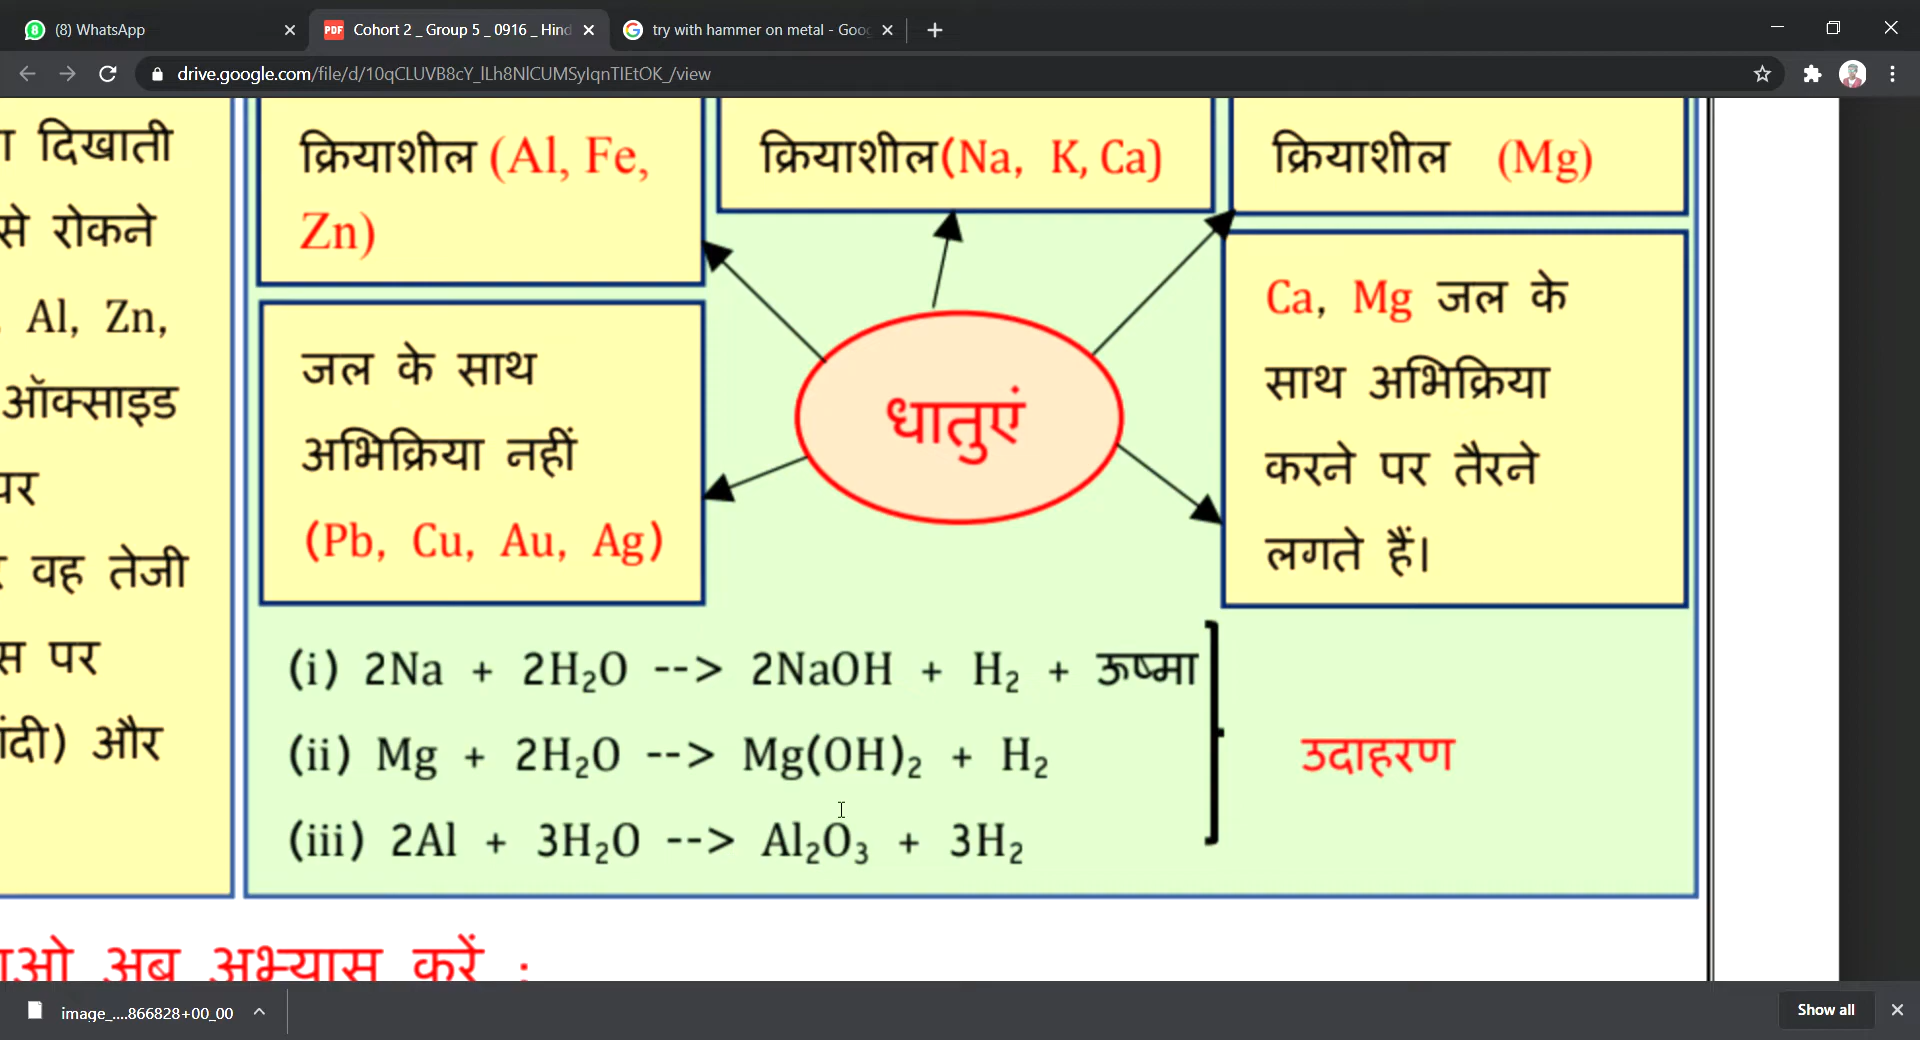 (8) WhatsApp
Cohort 2 _ Group 5 _ 0916 _ Hind
try with hammer on metal - Goo
drive.google.com/file/d/10qCLUVB8cY_lLh8NlCUMSylqnTlEtOK_/view
दिखाती
से रोकने
Al, Zn,
ऑक्साइड
पर
वह तेजी
स पर
और
क्रियाशील (Al, Fe,
Zn)
क्रियाशील(Na, K, Ca)
क्रियाशील (Mg)
जल के साथ
अभिक्रिया नहीं
(Pb, Cu, Au, Ag)
धातुएं
Ca, Mg जल के
साथ अभिक्रिया
करने पर तैरने
लगते हैं।
(i) 2Na + 2H₂O --> 2NaOH + H₂ + ऊष्मा
(ii) Mg + 2H₂O --> Mg(OH)₂ + H₂
(iii) 2Al + 3H₂O --> Al₂O₃ + 3H₂
उदाहरण
अब अभ्यास करें :
image_....866828+00_00
Show all